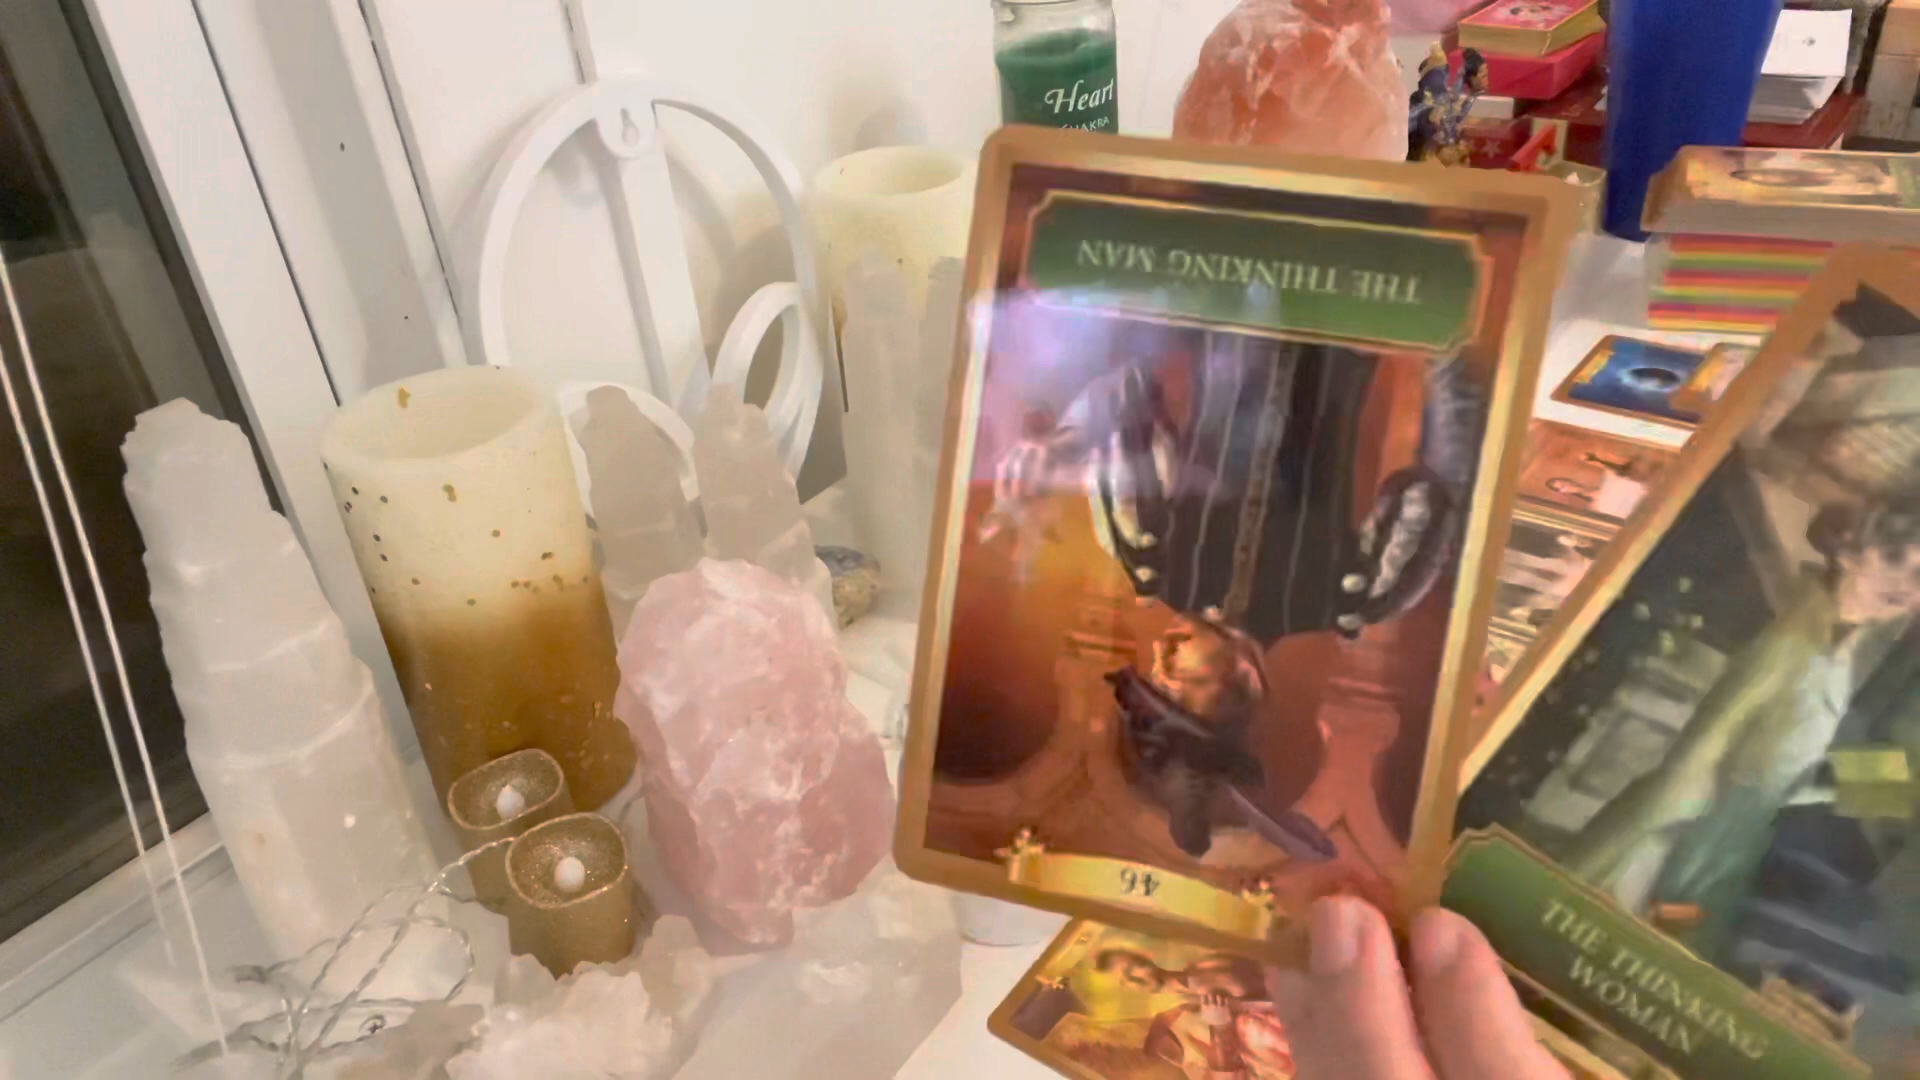 Heart
CHAKRA
THE THINKING MAN
46
THE THINKING
WOMAN